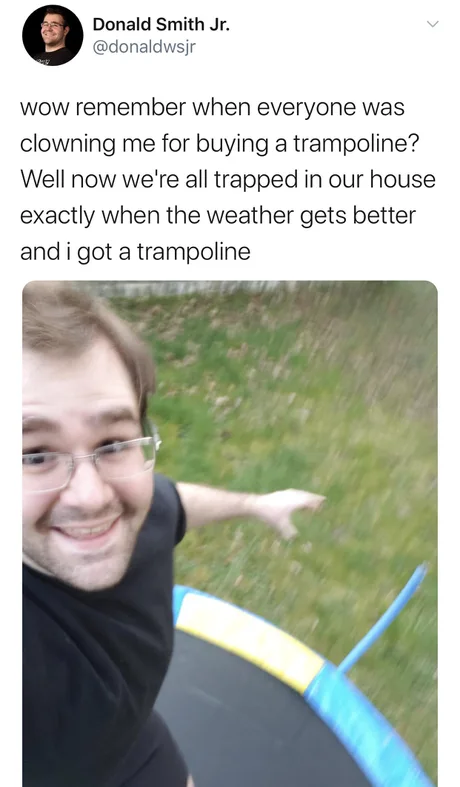 Donald Smith Jr.
@donaldwsjr
wow remember when everyone was
clowning me for buying a trampoline?
Well now we're all trapped in our house
exactly when the weather gets better
and i got a trampoline